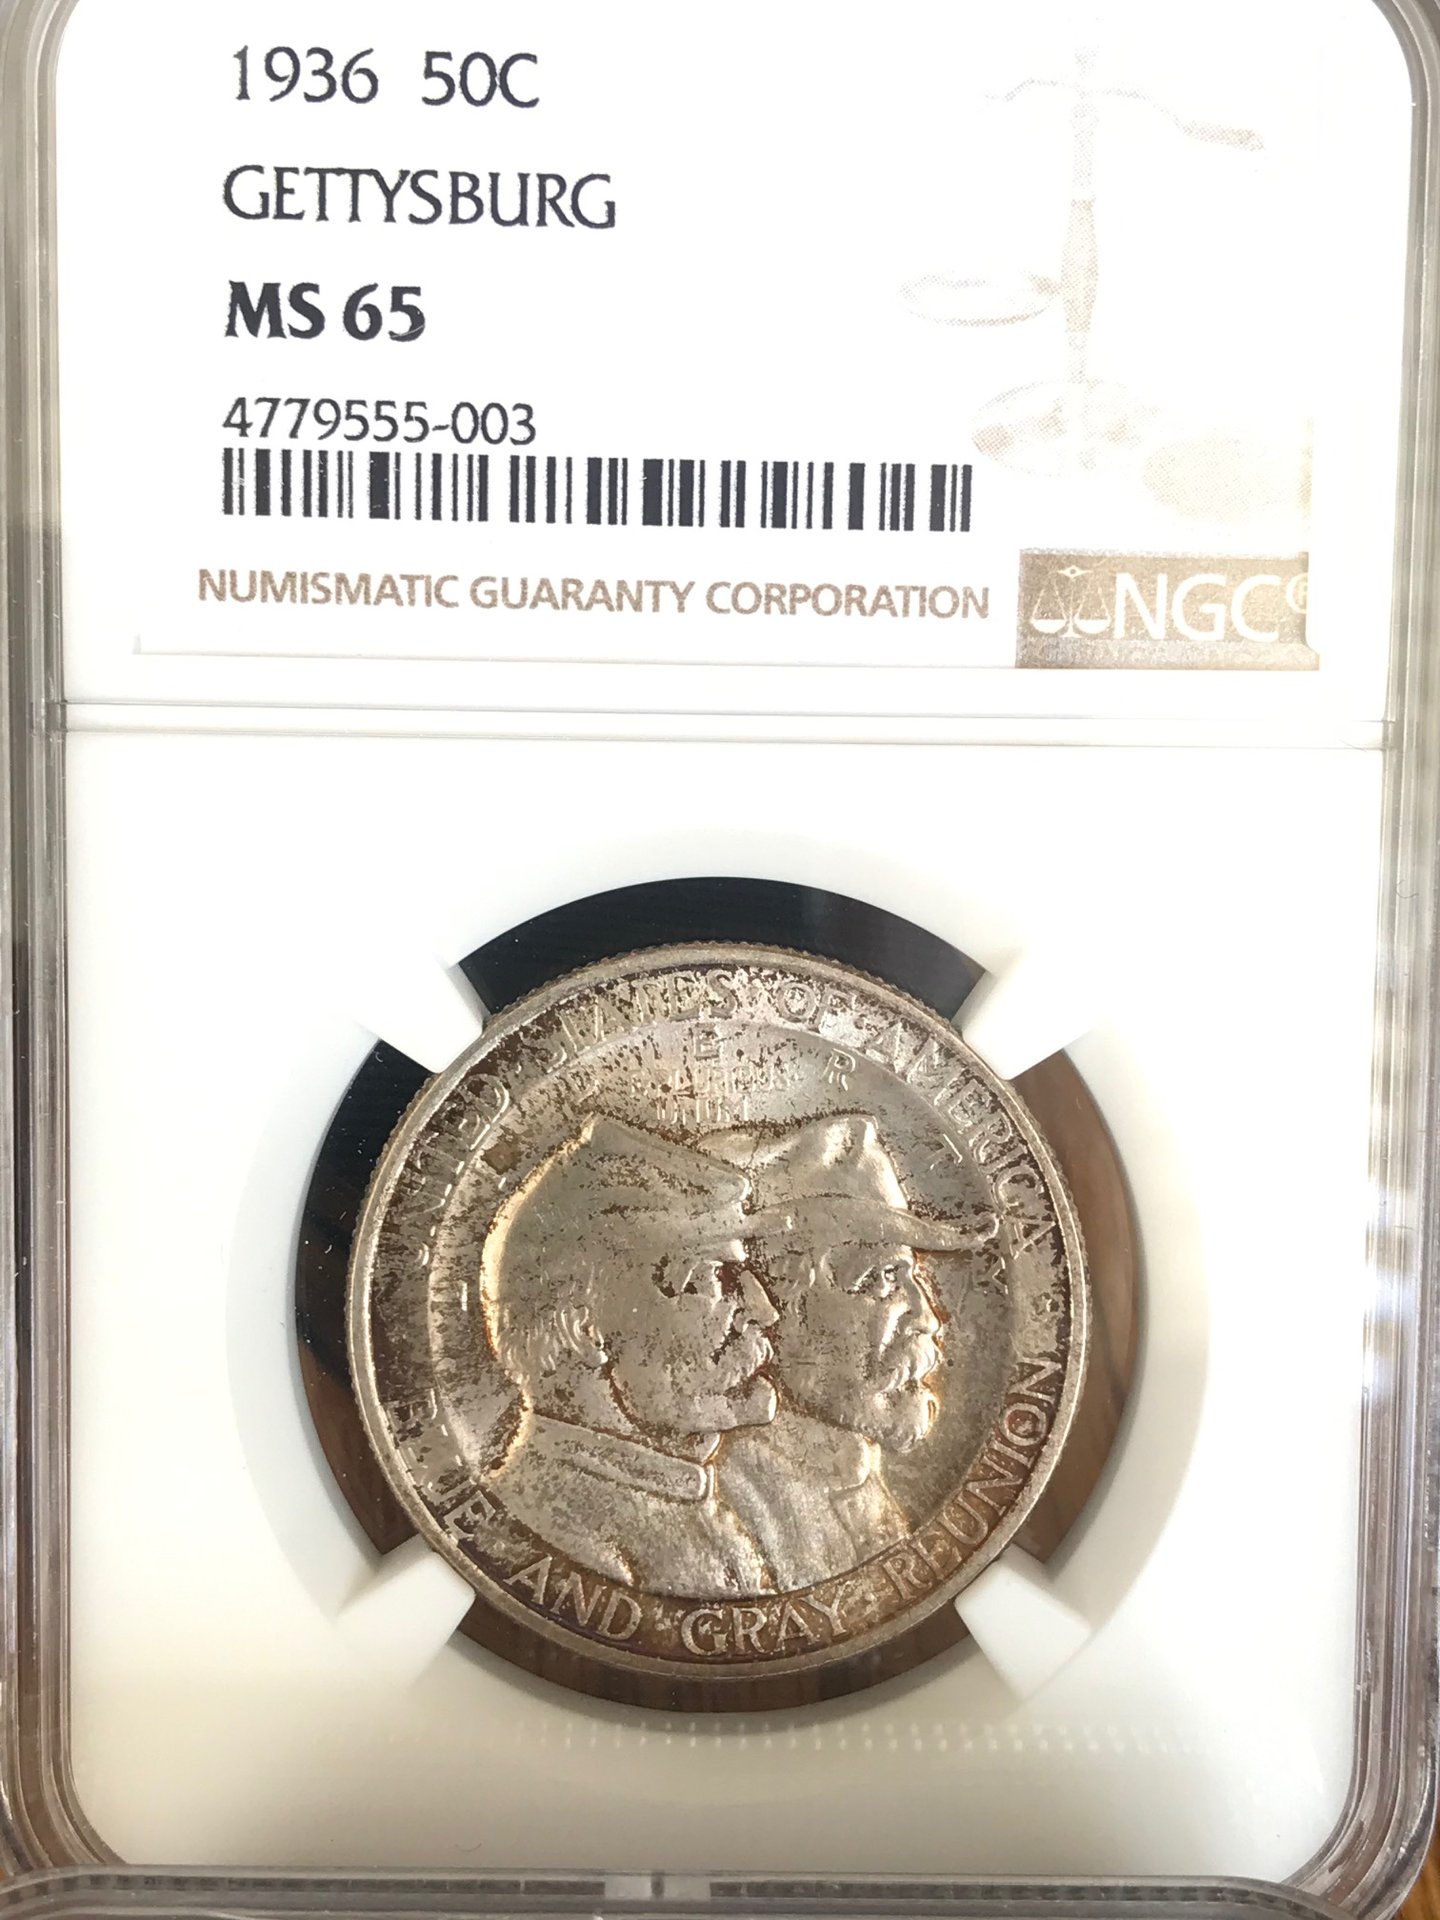 1936 50C
GETTYSBURG
MS 65
4779555-003
NUMISMATIC GUARANTY CORPORATION
NGC®
UNITED·STATES·OF·AMERICA
LIBERTY
BLUE·AND·GRAY·REUNION